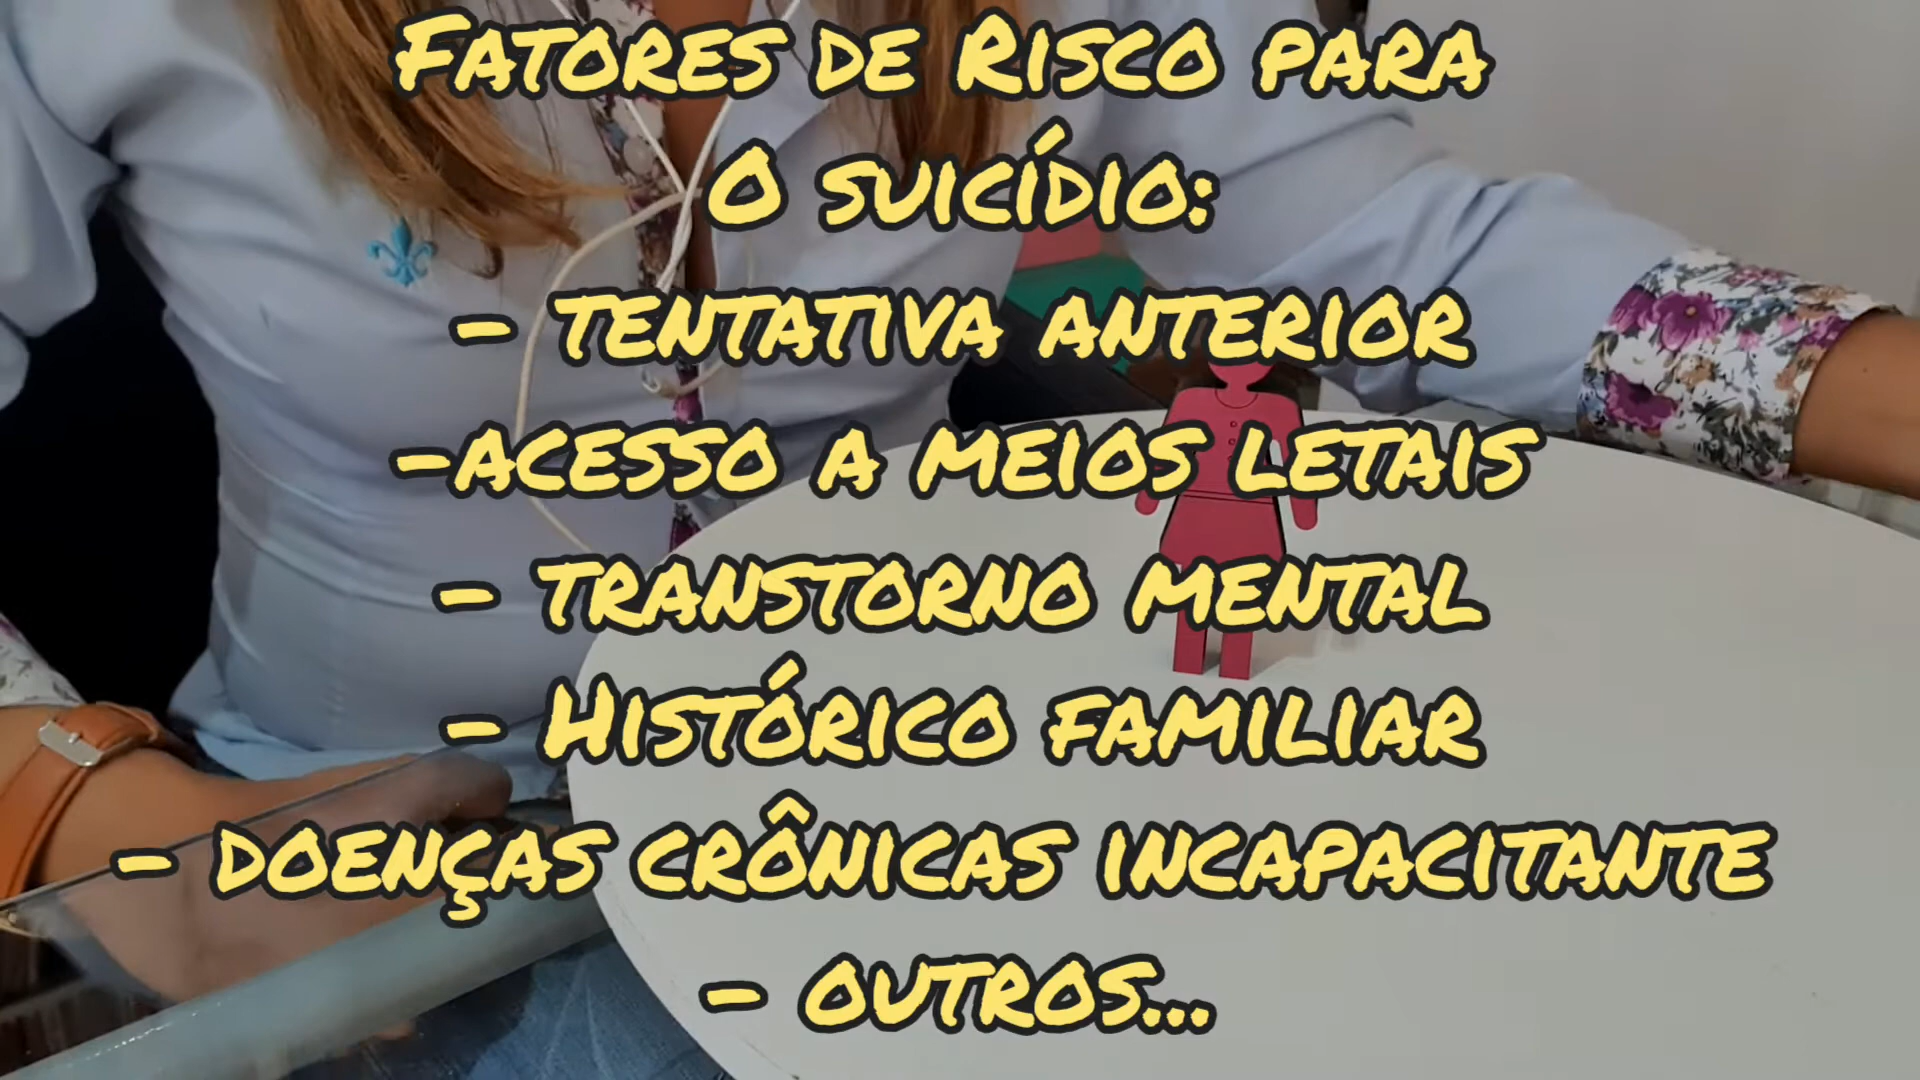 Fatores de Risco para
o suicídio:
- tentativa anterior
-acesso a meios letais
- transtorno mental
- Histórico familiar
- doenças crônicas incapacitante
- outros...